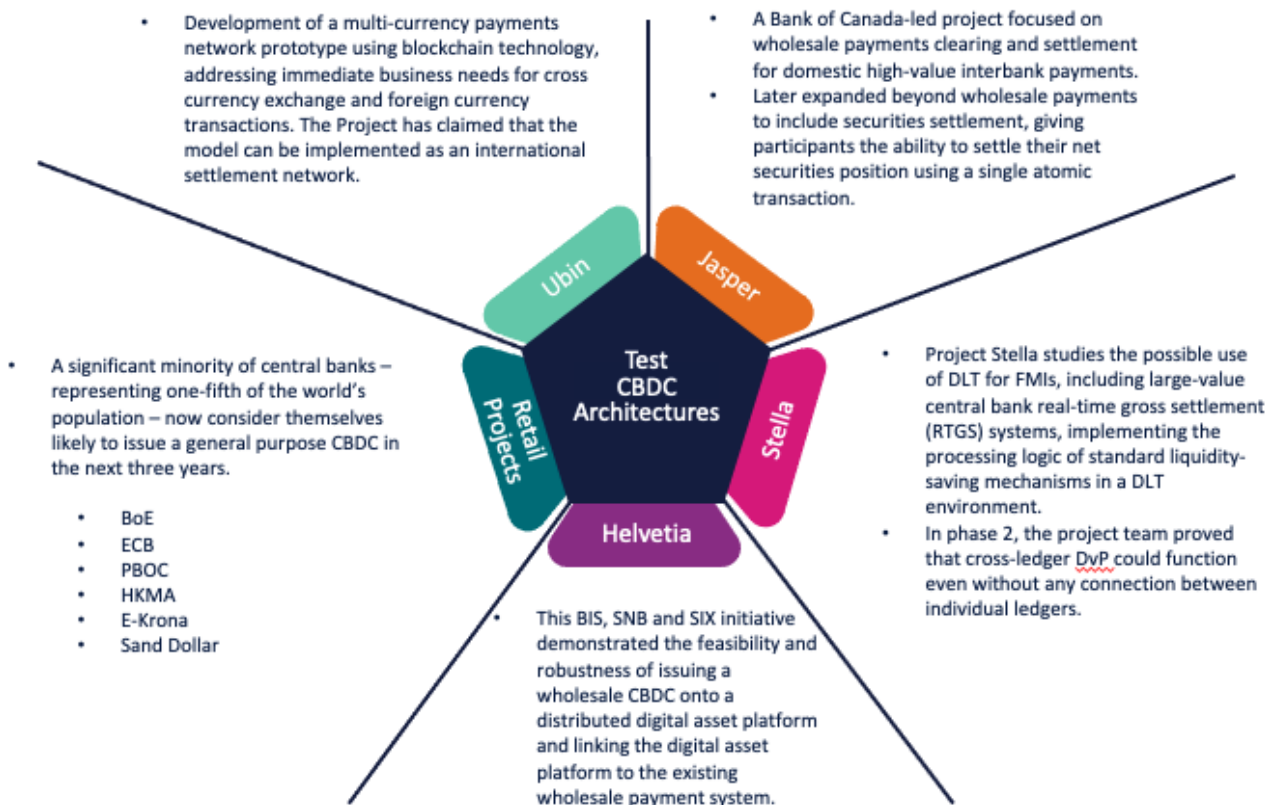 • Development of a multi-currency payments
network prototype using blockchain technology,
addressing immediate business needs for cross
currency exchange and foreign currency
transactions. The Project has claimed that the
model can be implemented as an international
settlement network.
• A Bank of Canada-led project focused on
wholesale payments clearing and settlement
for domestic high-value interbank payments.
• Later expanded beyond wholesale payments
to include securities settlement, giving
participants the ability to settle their net
securities position using a single atomic
transaction.
Ubin
Jasper
Test
CBDC
Architectures
Retail
Projects
Stella
Helvetia
• A significant minority of central banks –
representing one-fifth of the world's
population – now consider themselves
likely to issue a general purpose CBDC in
the next three years.
• BoE
• ECB
• PBOC
• HKMA
• E-Krona
• Sand Dollar
• Project Stella studies the possible use
of DLT for FMIs, including large-value
central bank real-time gross settlement
(RTGS) systems, implementing the
processing logic of standard liquidity-
saving mechanisms in a DLT
environment.
• In phase 2, the project team proved
that cross-ledger DvP could function
even without any connection between
individual ledgers.
• This BIS, SNB and SIX initiative
demonstrated the feasibility and
robustness of issuing a
wholesale CBDC onto a
distributed digital asset platform
and linking the digital asset
platform to the existing
wholesale payment system.